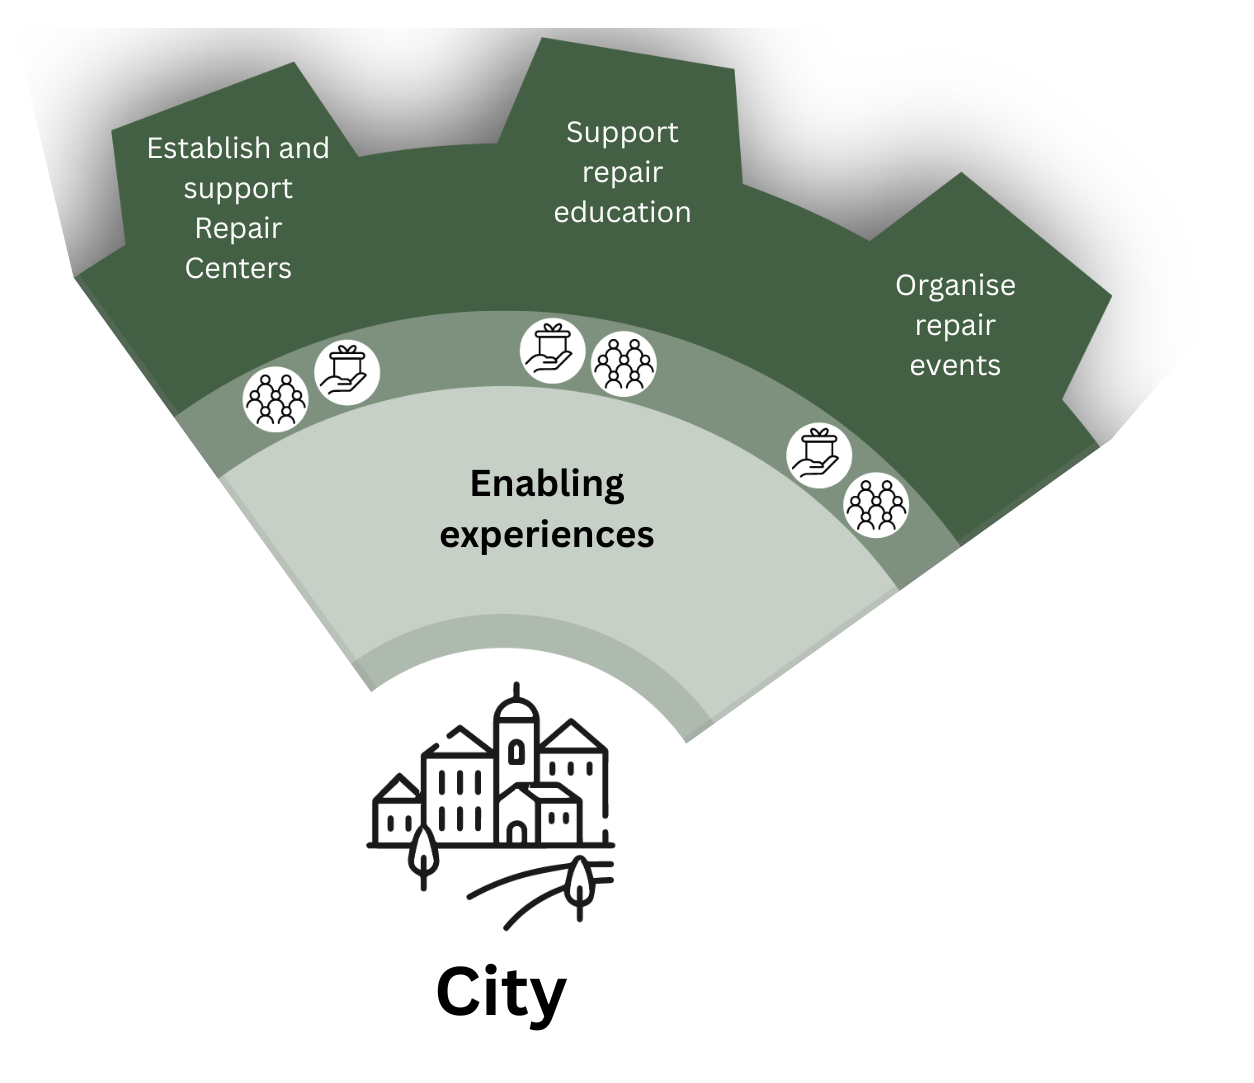 Establish and
support
Repair
Centers
Support
repair
education
Organise
repair
events
Enabling
experiences
City